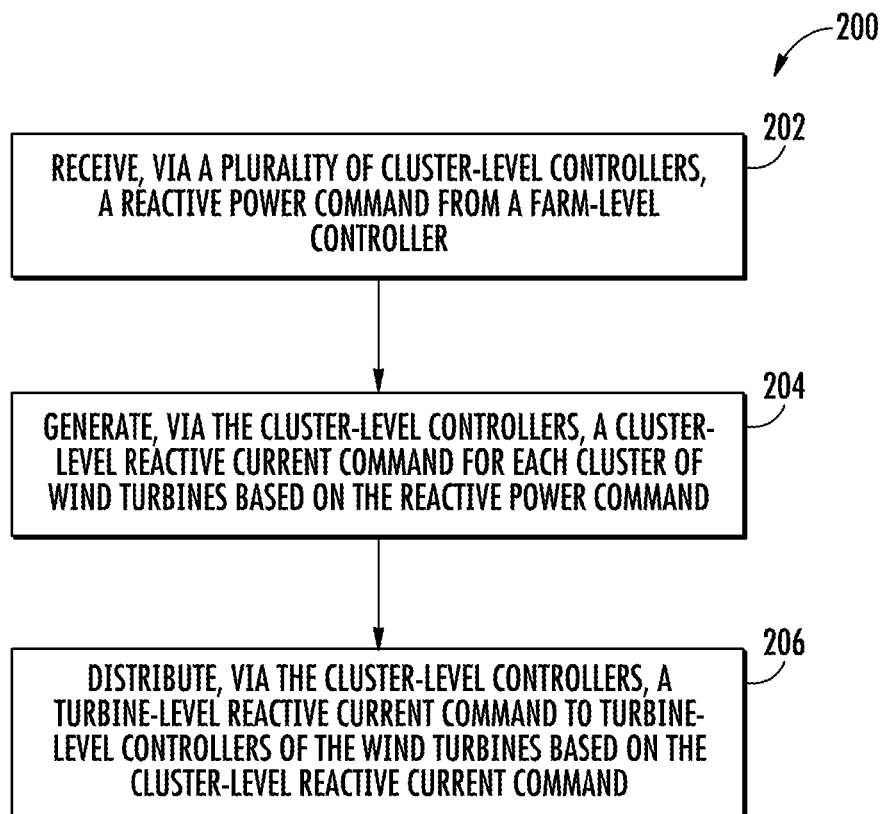 200
202
RECEIVE, VIA A PLURALITY OF CLUSTER-LEVEL CONTROLLERS,
A REACTIVE POWER COMMAND FROM A FARM-LEVEL
CONTROLLER
204
GENERATE, VIA THE CLUSTER-LEVEL CONTROLLERS, A CLUSTER-
LEVEL REACTIVE CURRENT COMMAND FOR EACH CLUSTER OF
WIND TURBINES BASED ON THE REACTIVE POWER COMMAND
206
DISTRIBUTE, VIA THE CLUSTER-LEVEL CONTROLLERS, A
TURBINE-LEVEL REACTIVE CURRENT COMMAND TO TURBINE-
LEVEL CONTROLLERS OF THE WIND TURBINES BASED ON THE
CLUSTER-LEVEL REACTIVE CURRENT COMMAND